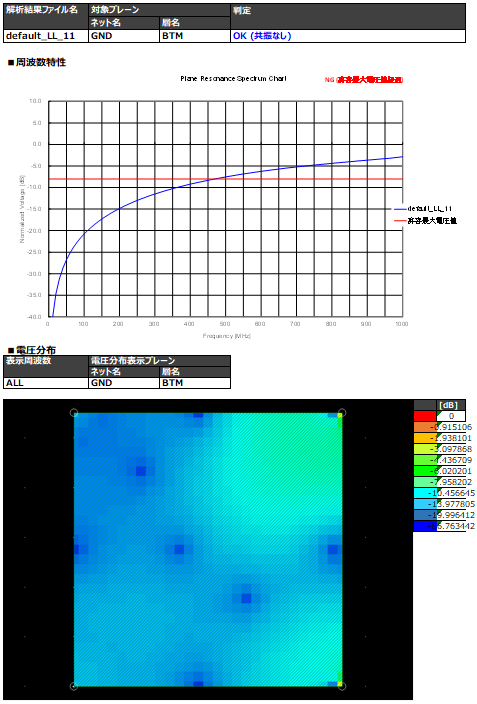 解析結果ファイル名 対象プレーン 判定
ネット名 層名
default_LL_11 GND BTM OK (共振なし)
■周波数特性
Plane Resonance Spectrum Chart
NG (許容最大電圧値超過)
10.0
5.0
0.0
-5.0
-10.0
-15.0
-20.0
-25.0
-30.0
-35.0
-40.0
Normalized Voltage [dB]
0 100 200 300 400 500 600 700 800 900 1000
Frequency [MHz]
default_LL_11
許容最大電圧値
■電圧分布
表示周波数 電圧分布表示プレーン
ネット名 層名
ALL GND BTM
[dB]
0
-0.915106
-1.938101
-3.097868
-4.436709
-6.020201
-7.958202
-10.456645
-13.977805
-19.996412